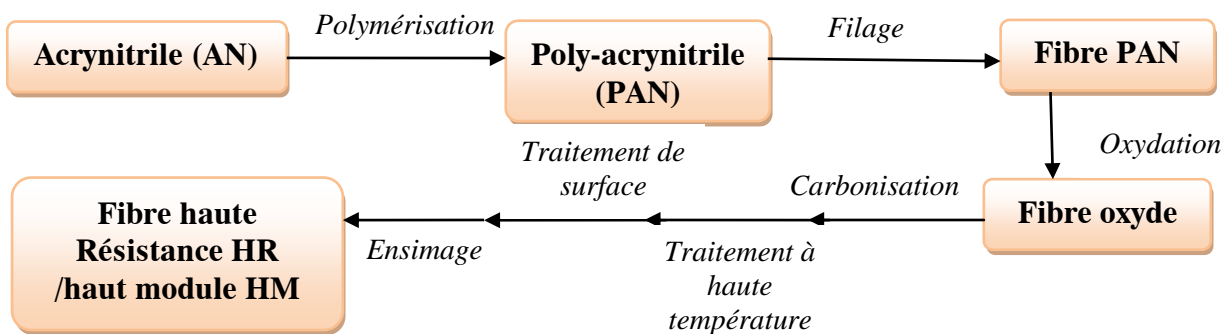 Acrynitrile (AN)
Polymérisation
Poly-acrynitrile
(PAN)
Filage
Fibre PAN
Oxydation
Fibre oxyde
Carbonisation
Traitement à
haute
température
Traitement de
surface
Ensimage
Fibre haute
Résistance HR
/haut module HM